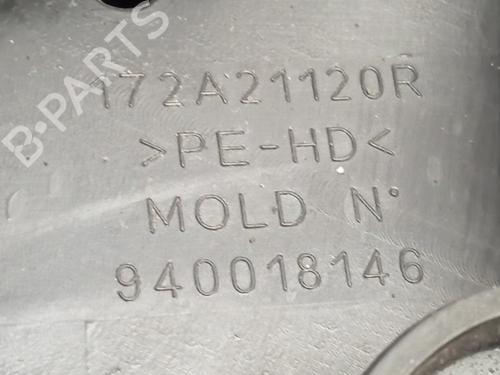 B-PARTS
172A21120R
>PE-HD<
MOLD N°
940018146